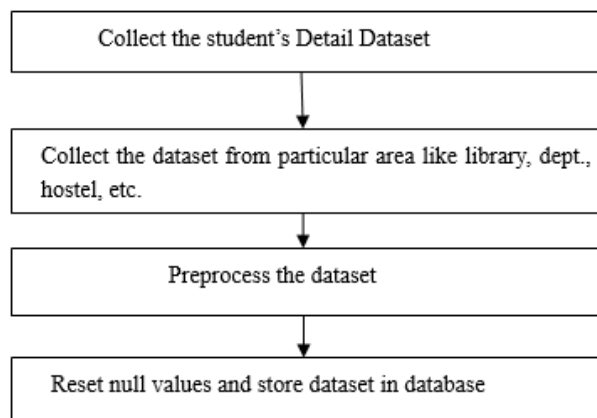 Collect the student’s Detail Dataset
Collect the dataset from particular area like library, dept.,
hostel, etc.
Preprocess the dataset
Reset null values and store dataset in database